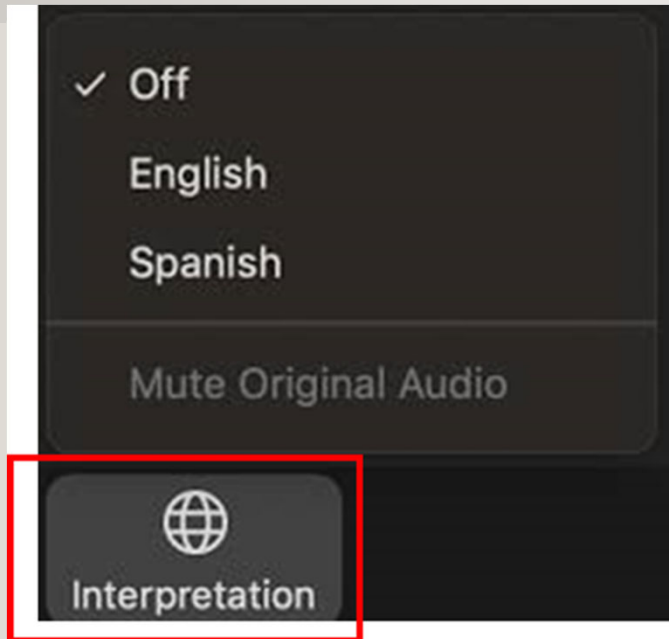 ✓ Off
English
Spanish
Mute Original Audio
Interpretation